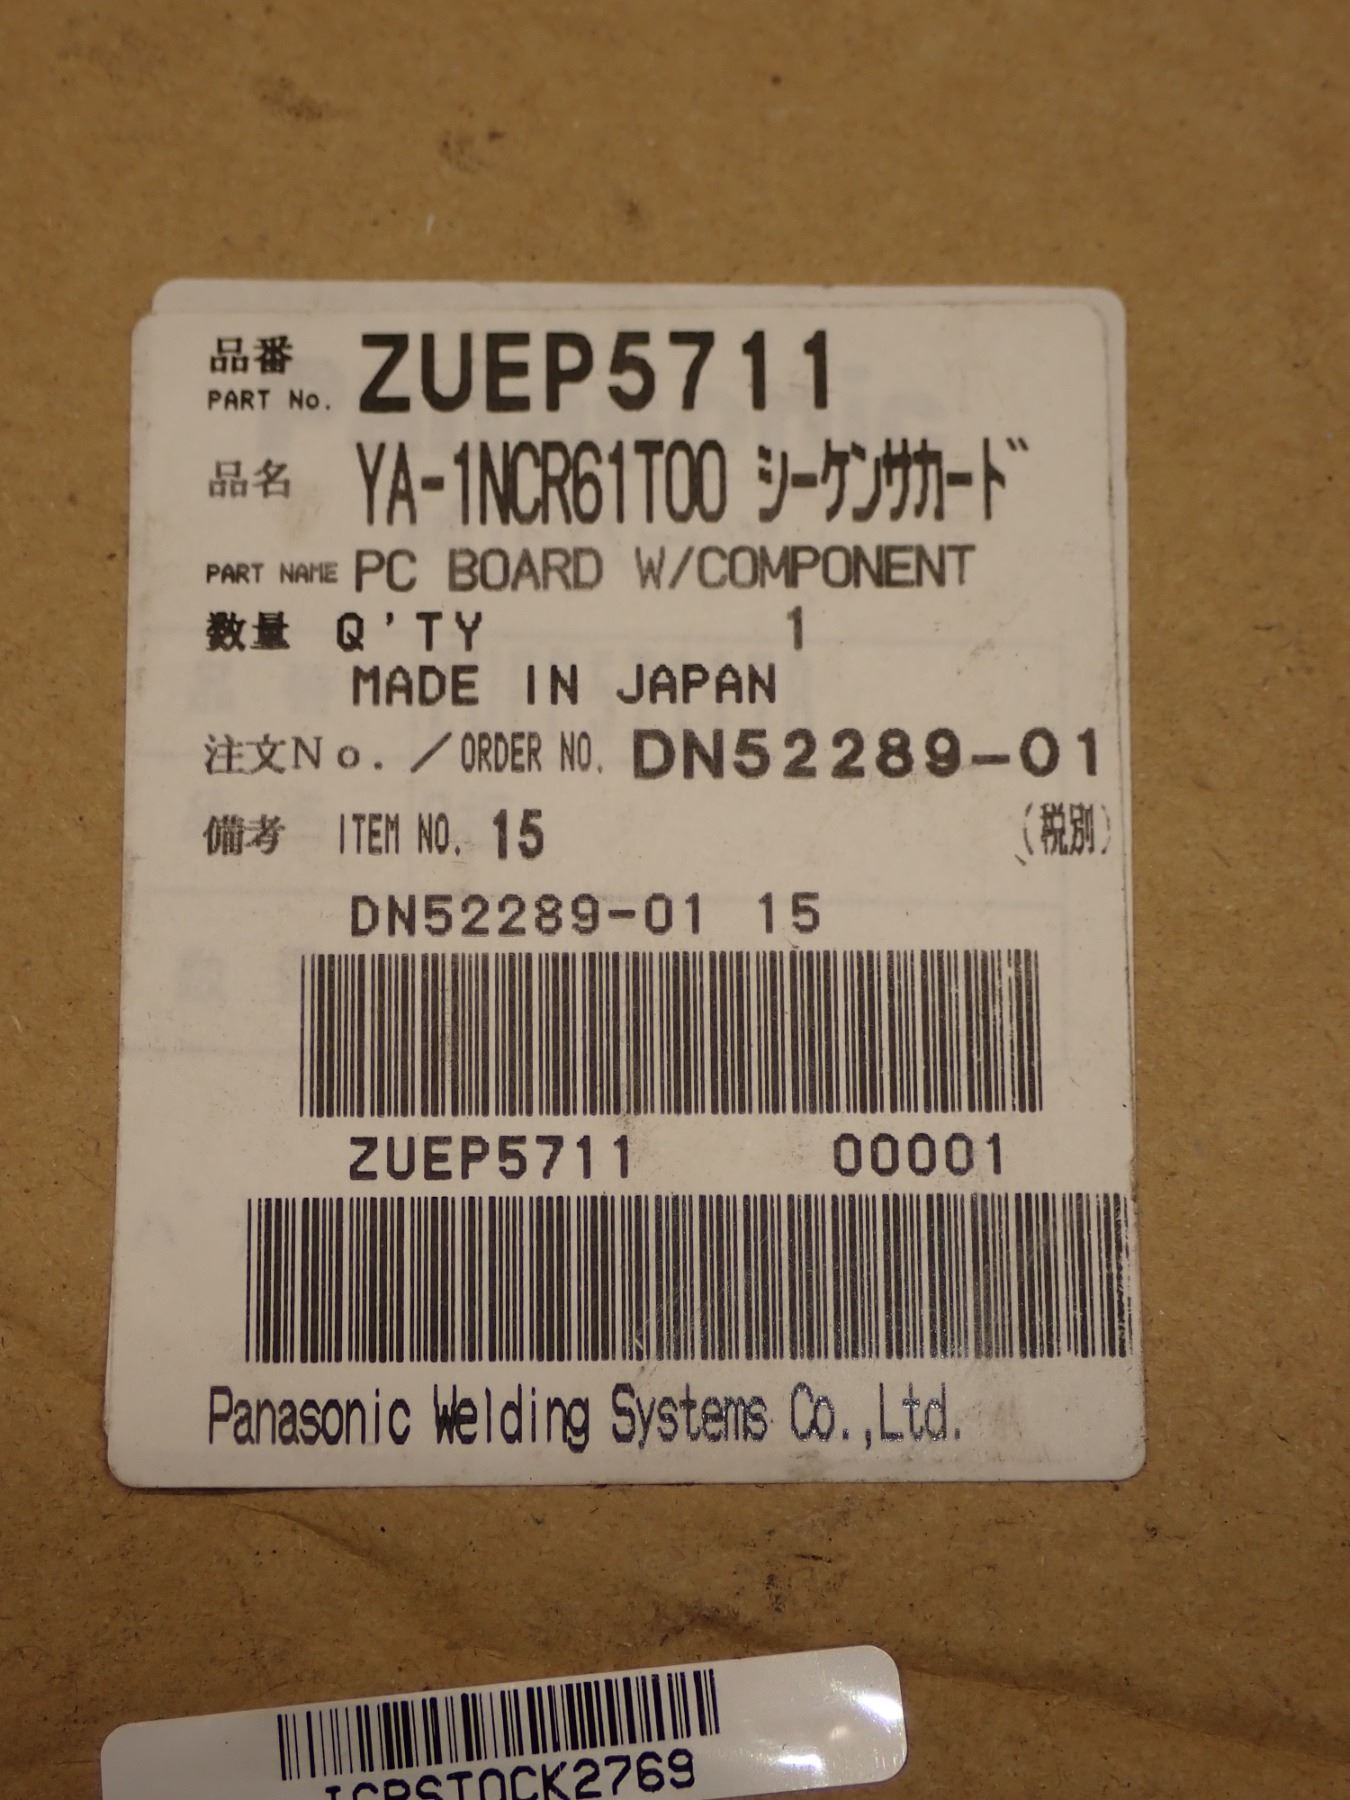 品番
PART No. ZUEP5711
品名 YA-1NCR61T00 シーケンサカード
PART NAME PC BOARD W/COMPONENT
数量 Q'TY 1
MADE IN JAPAN
注文No./ORDER NO. DN52289-01
備考 ITEM NO. 15 (税別)
DN52289-01 15
ZUEP5711 00001
Panasonic Welding Systems Co.,Ltd.